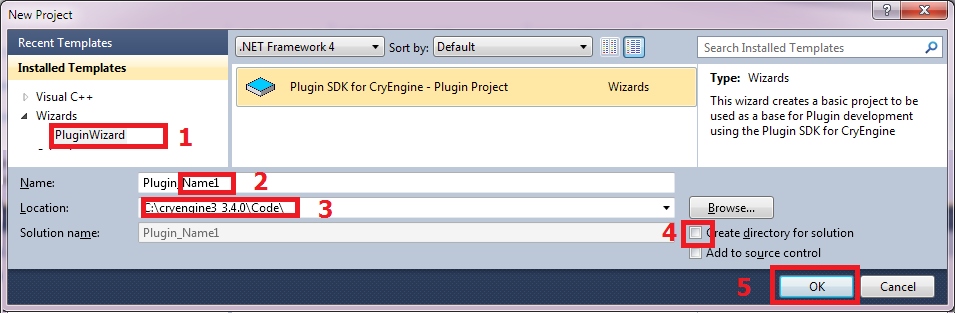 New Project
Recent Templates
.NET Framework 4
Sort by:
Default
Search Installed Templates
Installed Templates
Visual C++
Wizards
PluginWizard
1
Plugin SDK for CryEngine - Plugin Project
Wizards
Type: Wizards
This wizard creates a basic project to be
used as a base for Plugin development
using the Plugin SDK for CryEngine
Name:
Plugin_Name1
2
Location:
C:\cryengine3_3.4.0\Code\
3
Browse...
Solution name:
Plugin_Name1
4
Create directory for solution
Add to source control
5
OK
Cancel